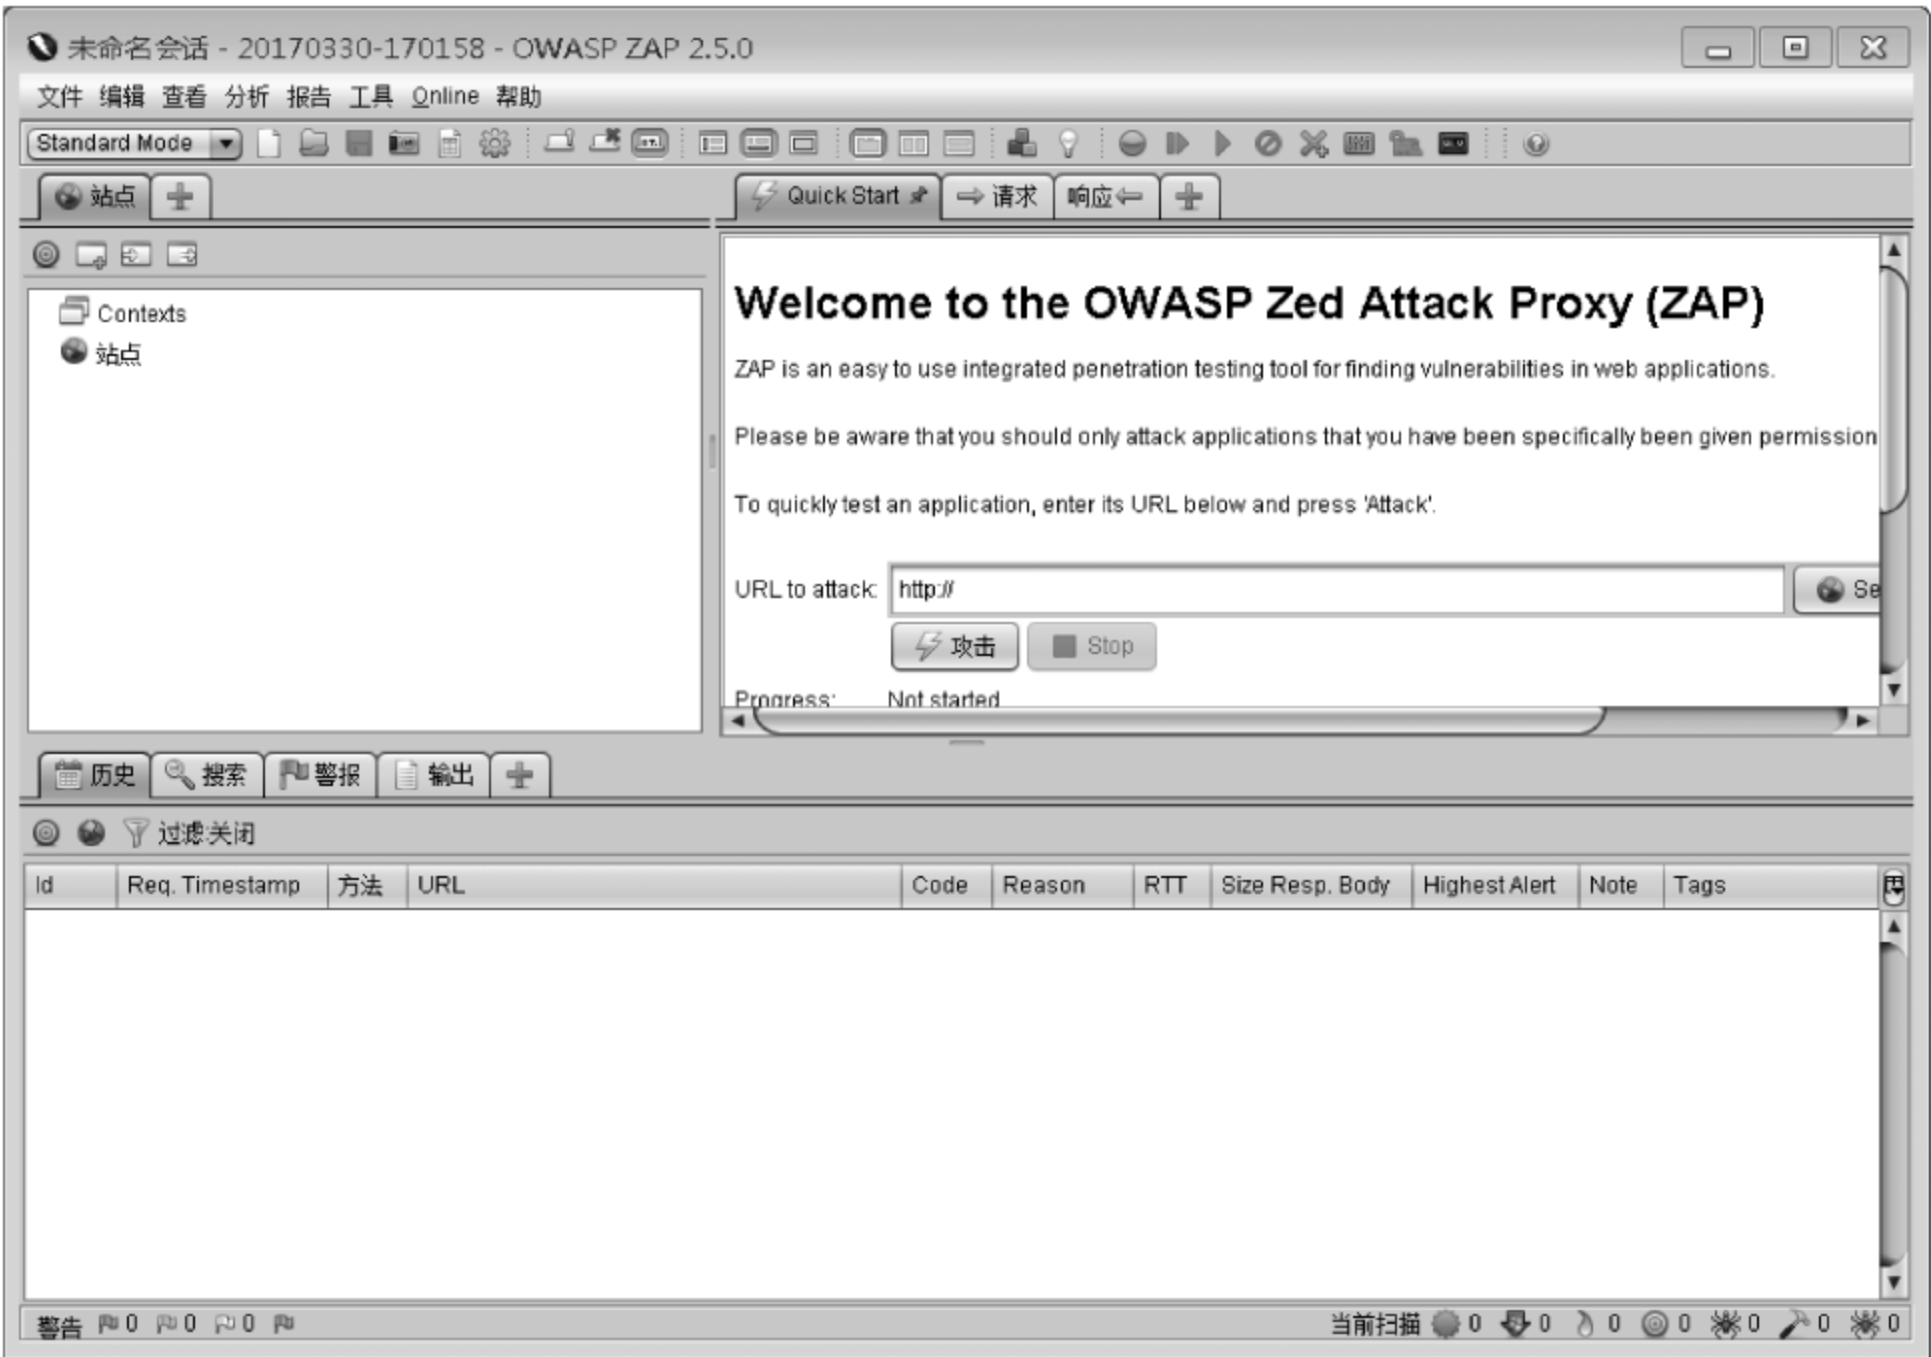 未命名会话 - 20170330-170158 - OWASP ZAP 2.5.0
文件 编辑 查看 分析 报告 工具 Online 帮助
Standard Mode
站点
Quick Start 请求 响应
Contexts
站点
Welcome to the OWASP Zed Attack Proxy (ZAP)
ZAP is an easy to use integrated penetration testing tool for finding vulnerabilities in web applications.
Please be aware that you should only attack applications that you have been specifically been given permission
To quickly test an application, enter its URL below and press 'Attack'.
URL to attack: http:// Se
攻击 Stop
Progress: Not started
历史 搜索 警报 输出
过滤:关闭
Id Req. Timestamp 方法 URL Code Reason RTT Size Resp. Body Highest Alert Note Tags
警告 0 0 0 当前扫描 0 0 0 0 0 0 0